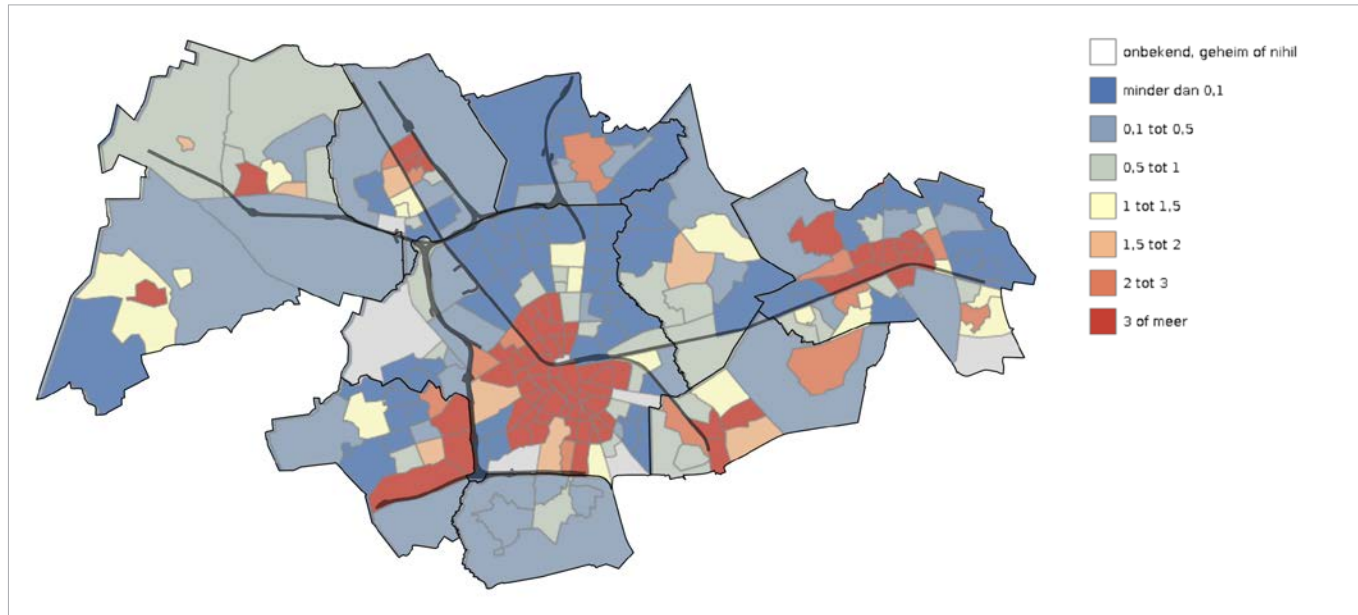 onbekend, geheim of nihil
minder dan 0,1
0,1 tot 0,5
0,5 tot 1
1 tot 1,5
1,5 tot 2
2 tot 3
3 of meer